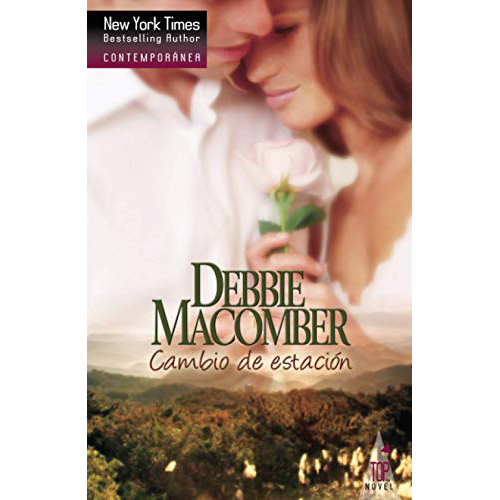 New York Times
Bestselling Author
CONTEMPORÁNEA
DEBBIE
MACOMBER
Cambio de estación
TOP
NOVEL